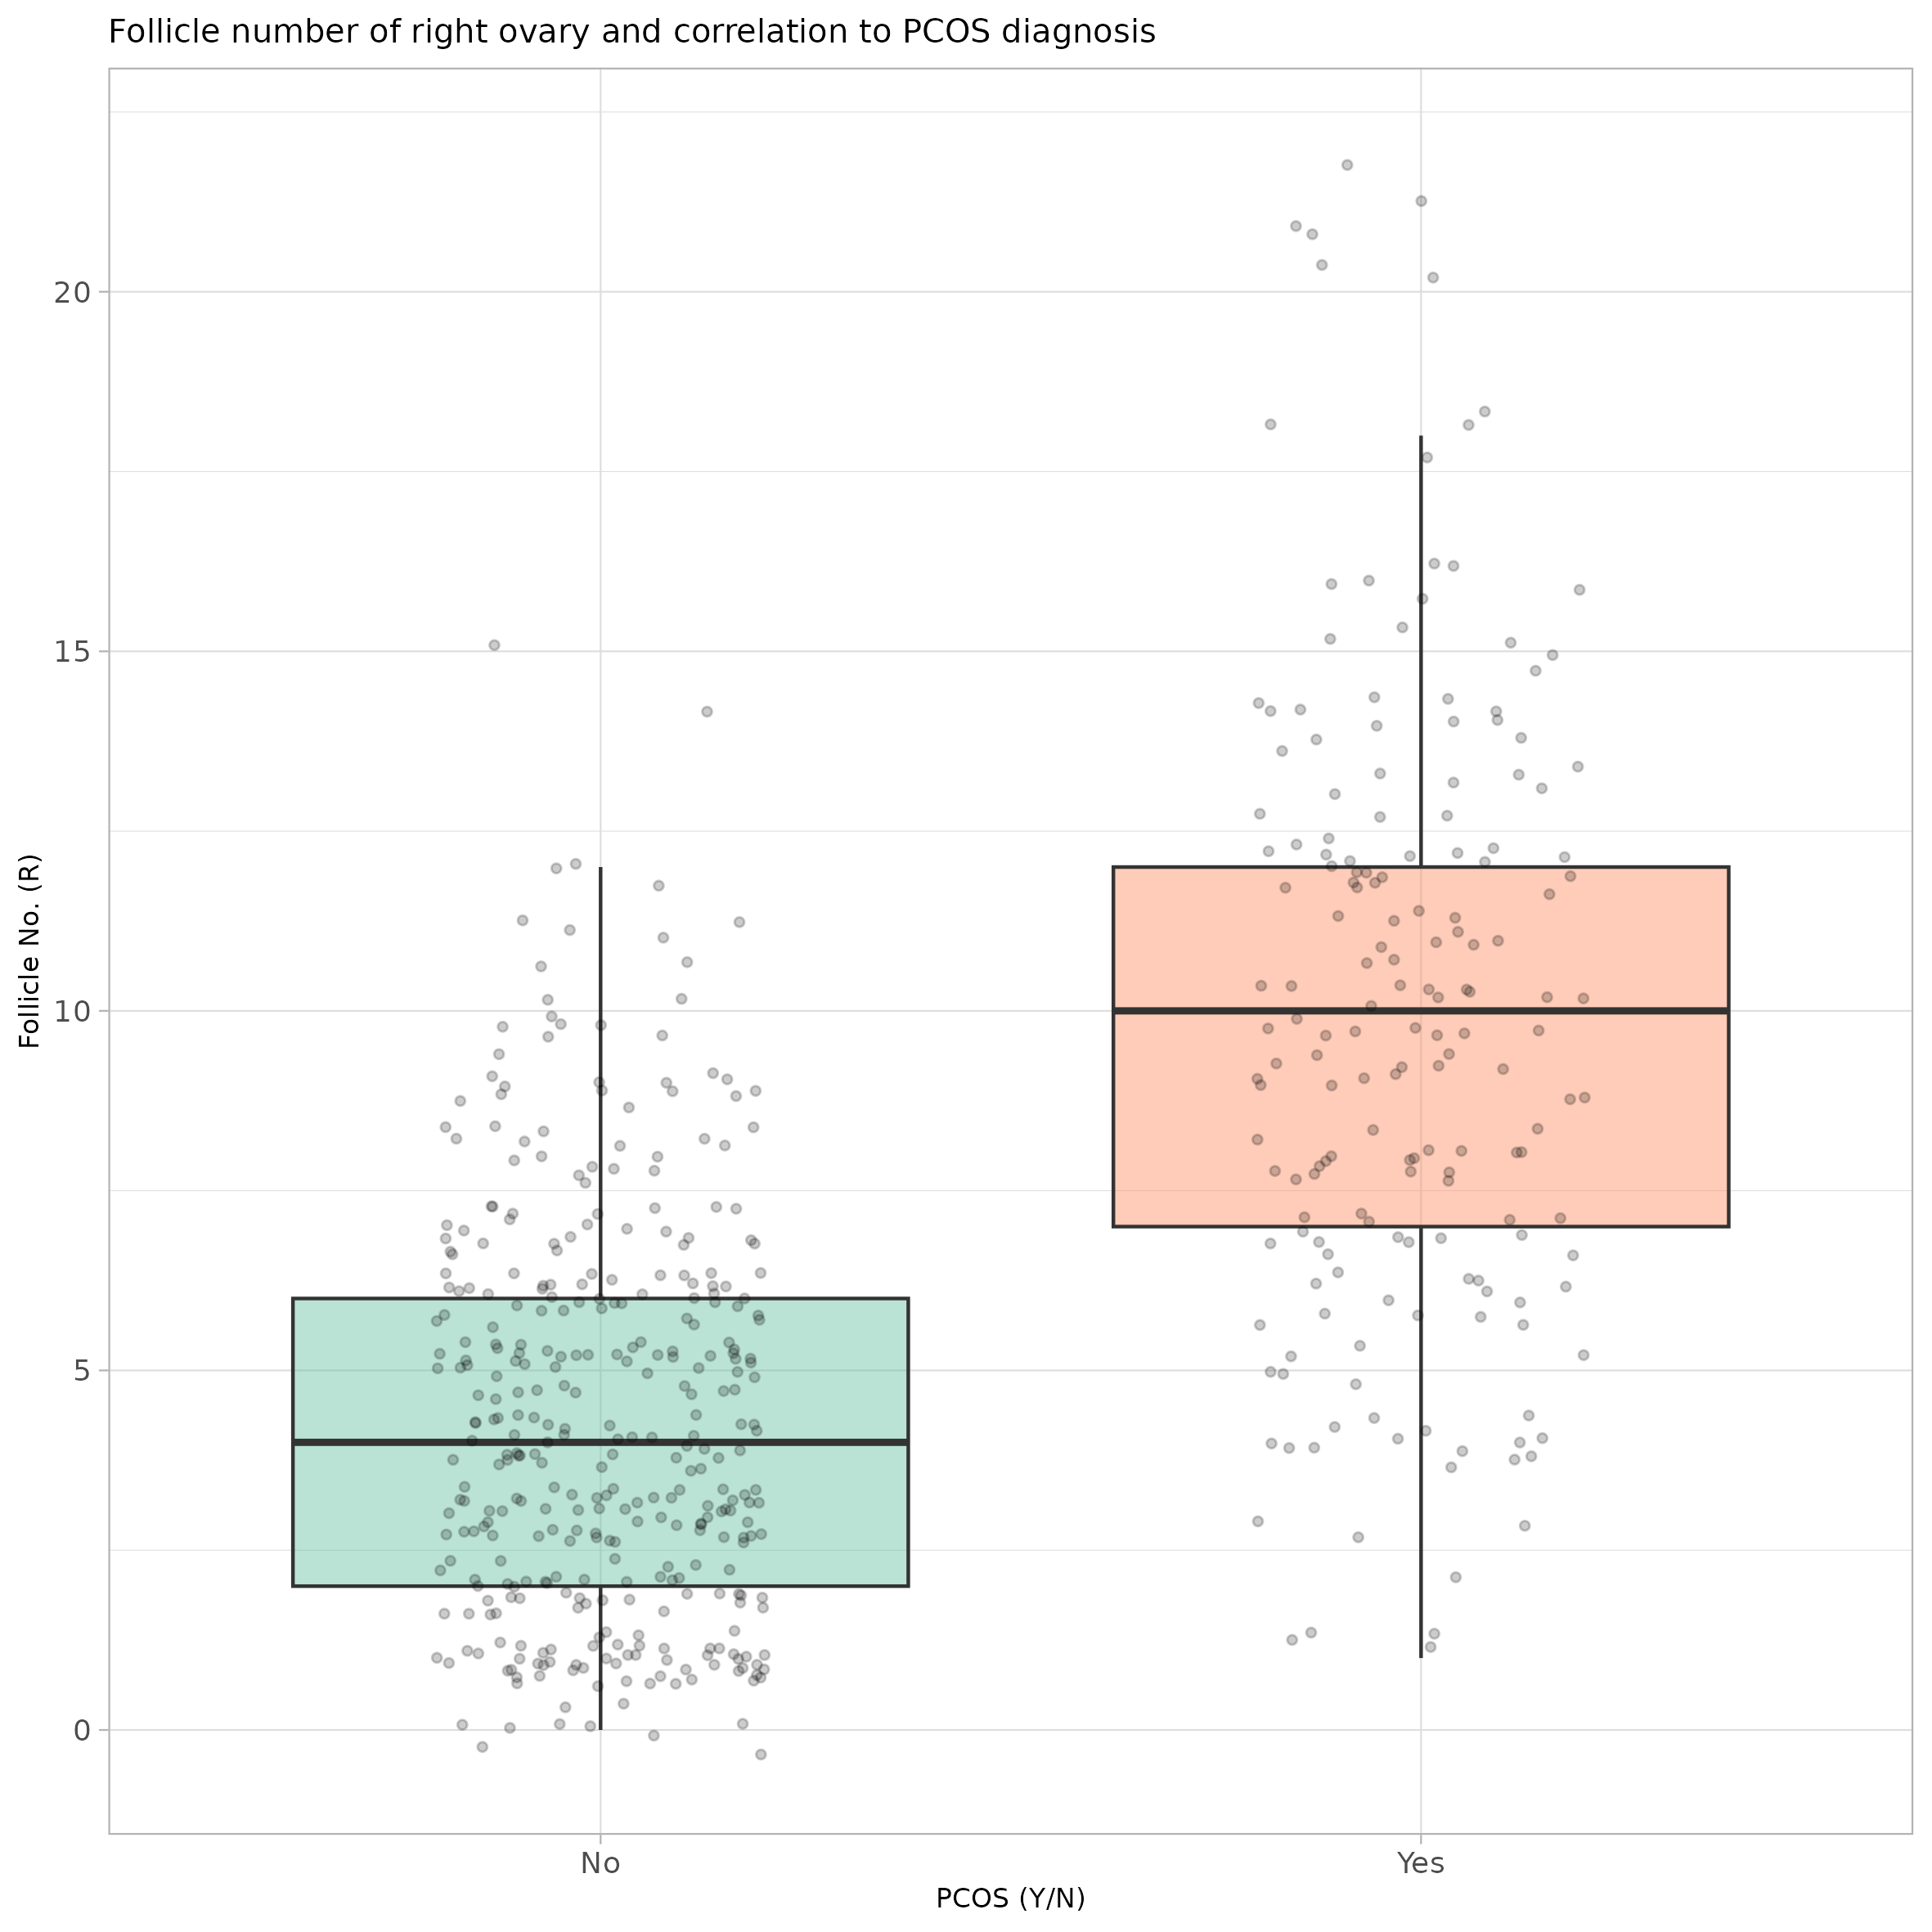 Follicle number of right ovary and correlation to PCOS diagnosis
Follicle No. (R)
20
15
10
5
0
No
Yes
PCOS (Y/N)